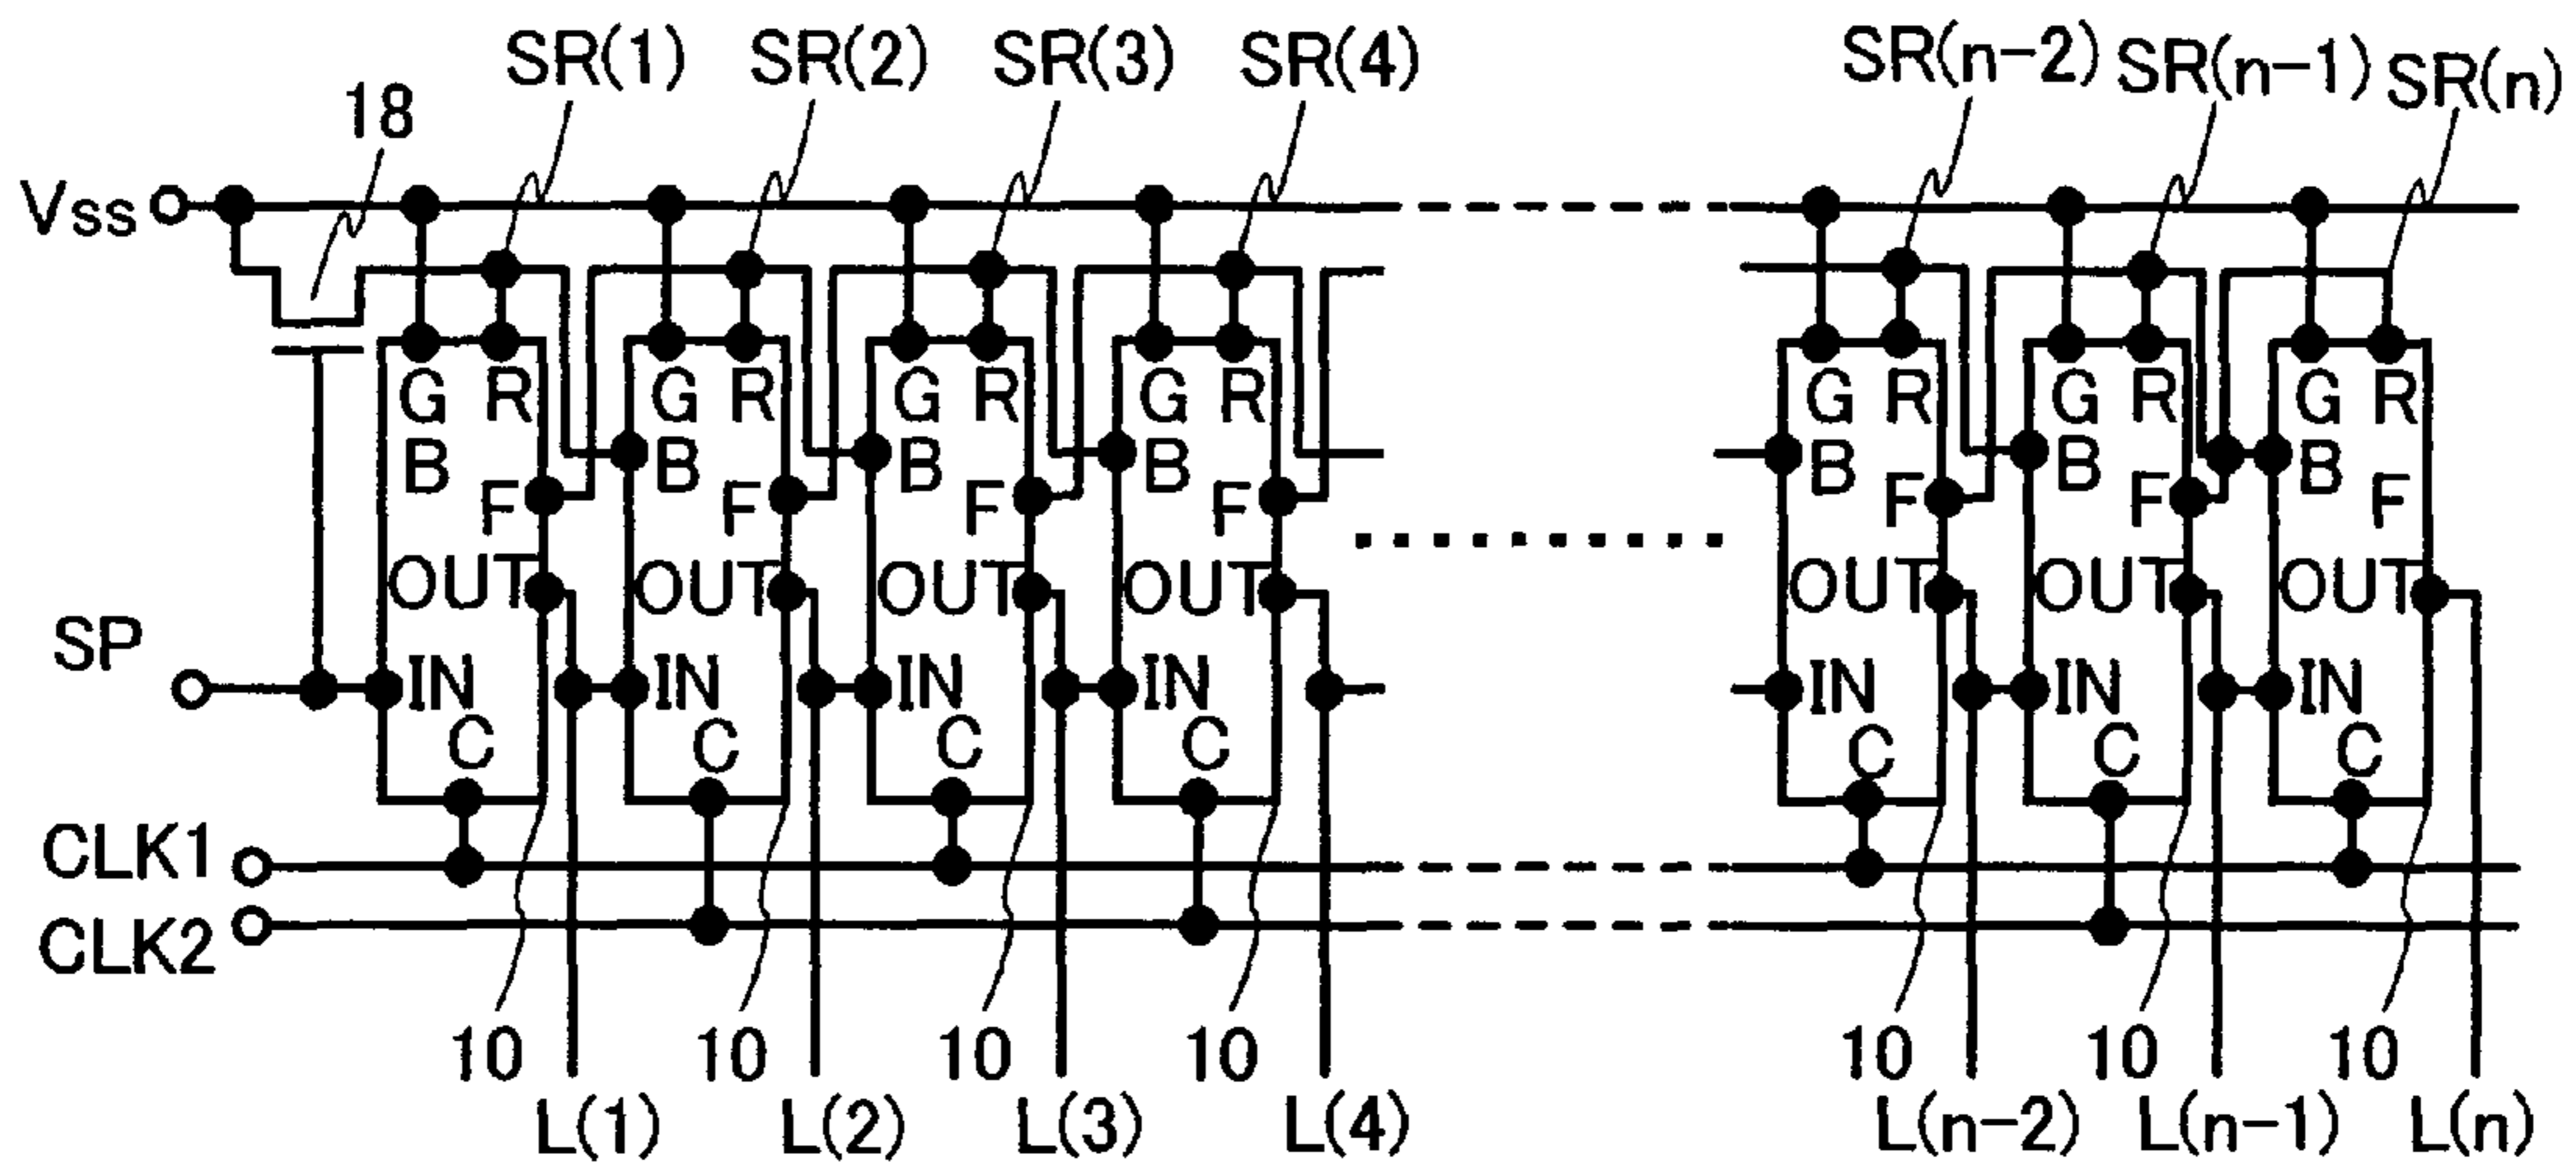 SR(1) SR(2) SR(3) SR(4) SR(n-2) SR(n-1) SR(n)
18
Vss
G R G R G R G R G R G R G R
B B B B B B B
F F F F F F F
OUT OUT OUT OUT OUT OUT OUT
SP
IN IN IN IN IN IN IN
C C C C C C C
CLK1
CLK2
10 10 10 10 10 10 10
L(1) L(2) L(3) L(4) L(n-2) L(n-1) L(n)